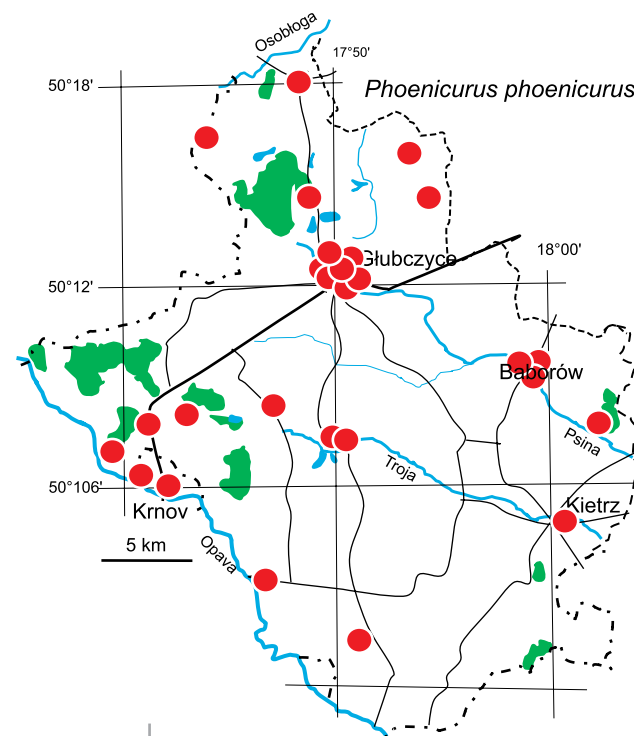 Osobłoga
17°50'
50°18'
Phoenicurus phoenicurus
Głubczyce
18°00'
50°12'
Baborów
Psina
Troja
50°106'
Kietrz
Krnov
5 km
Opava